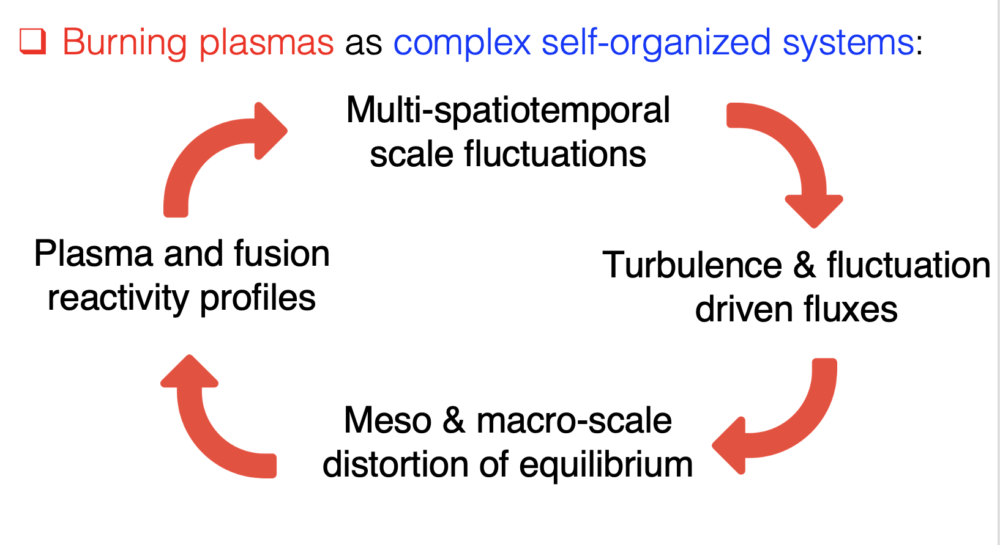 ❏ Burning plasmas as complex self-organized systems:
Multi-spatiotemporal
scale fluctuations
Plasma and fusion
reactivity profiles
Turbulence & fluctuation
driven fluxes
Meso & macro-scale
distortion of equilibrium